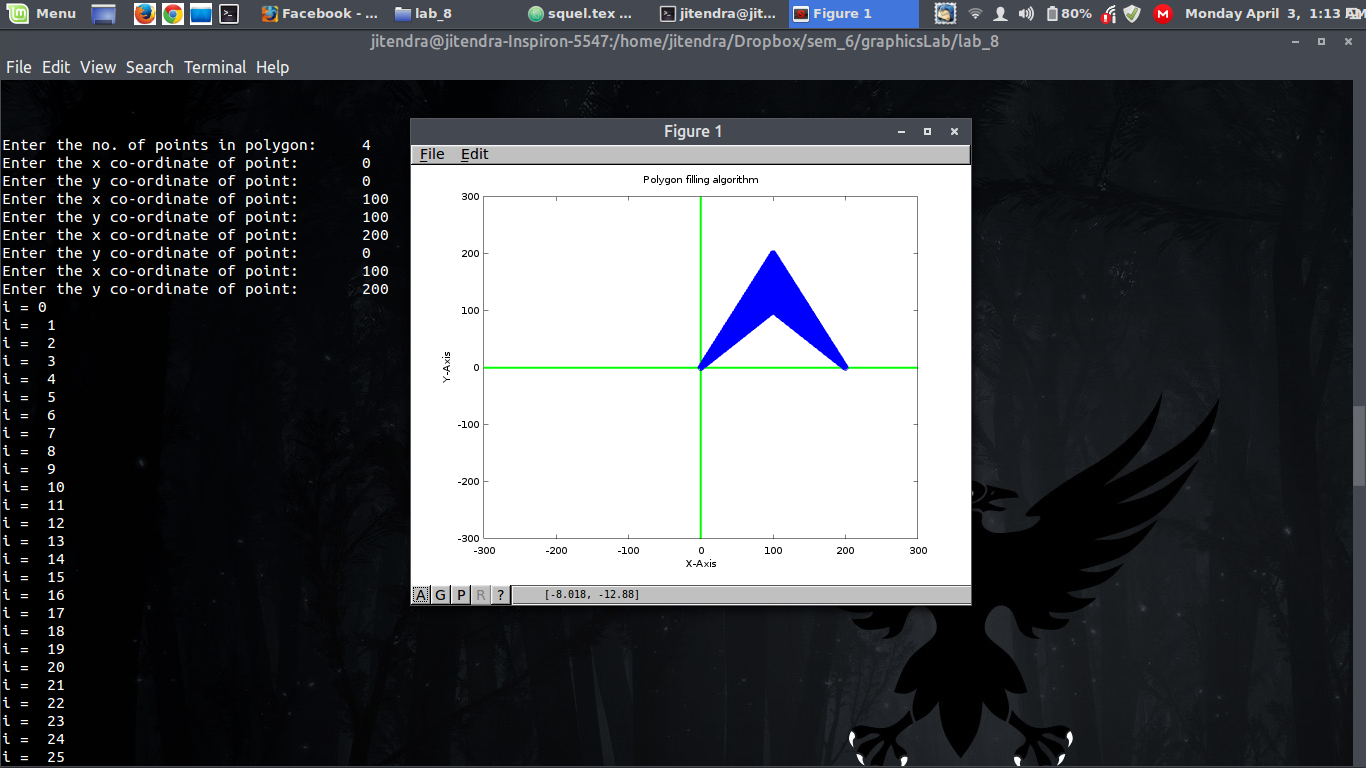 Menu Facebook - ... lab_8 squel.tex ... jitendra@jit... Figure 1 80% Monday April 3, 1:13 AM
jitendra@jitendra-Inspiron-5547:/home/jitendra/Dropbox/sem_6/graphicsLab/lab_8
File Edit View Search Terminal Help
Enter the no. of points in polygon: 4
Enter the x co-ordinate of point: 0
Enter the y co-ordinate of point: 0
Enter the x co-ordinate of point: 100
Enter the y co-ordinate of point: 100
Enter the x co-ordinate of point: 200
Enter the y co-ordinate of point: 0
Enter the x co-ordinate of point: 100
Enter the y co-ordinate of point: 200
i = 0
i = 1
i = 2
i = 3
i = 4
i = 5
i = 6
i = 7
i = 8
i = 9
i = 10
i = 11
i = 12
i = 13
i = 14
i = 15
i = 16
i = 17
i = 18
i = 19
i = 20
i = 21
i = 22
i = 23
i = 24
i = 25
Figure 1
File Edit
Polygon filling algorithm
300
200
100
0
-100
-200
-300
Y-Axis
-300 -200 -100 0 100 200 300
X-Axis
A G P R ? [-8.018, -12.88]